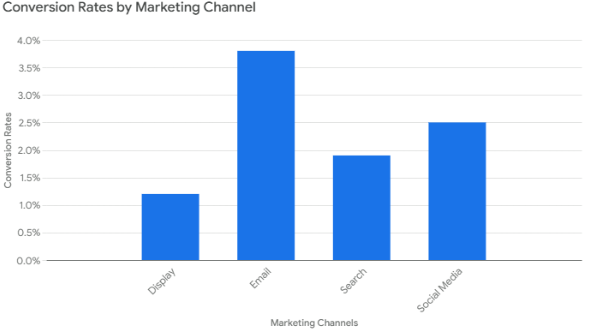 Conversion Rates by Marketing Channel
4.0%
3.5%
3.0%
2.5%
2.0%
1.5%
1.0%
0.5%
0.0%
Conversion Rates
Display
Email
Search
Social Media
Marketing Channels